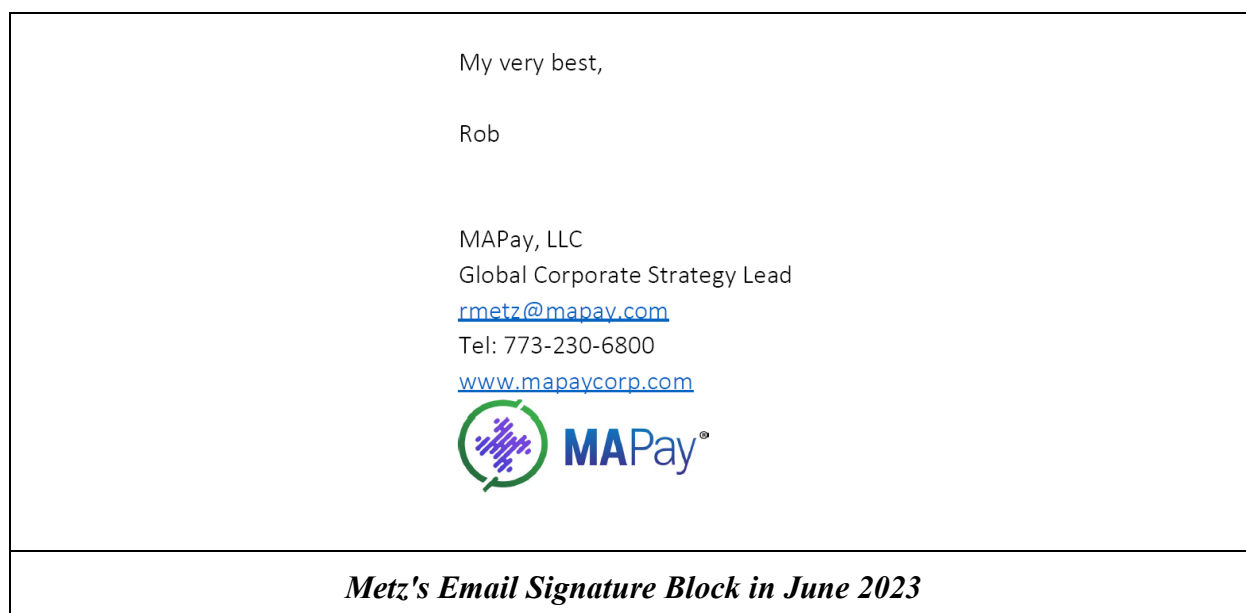 My very best,
Rob
MAPay, LLC
Global Corporate Strategy Lead
rmetz@mapay.com
Tel: 773-230-6800
www.mapaycorp.com
MAPay®
Metz's Email Signature Block in June 2023